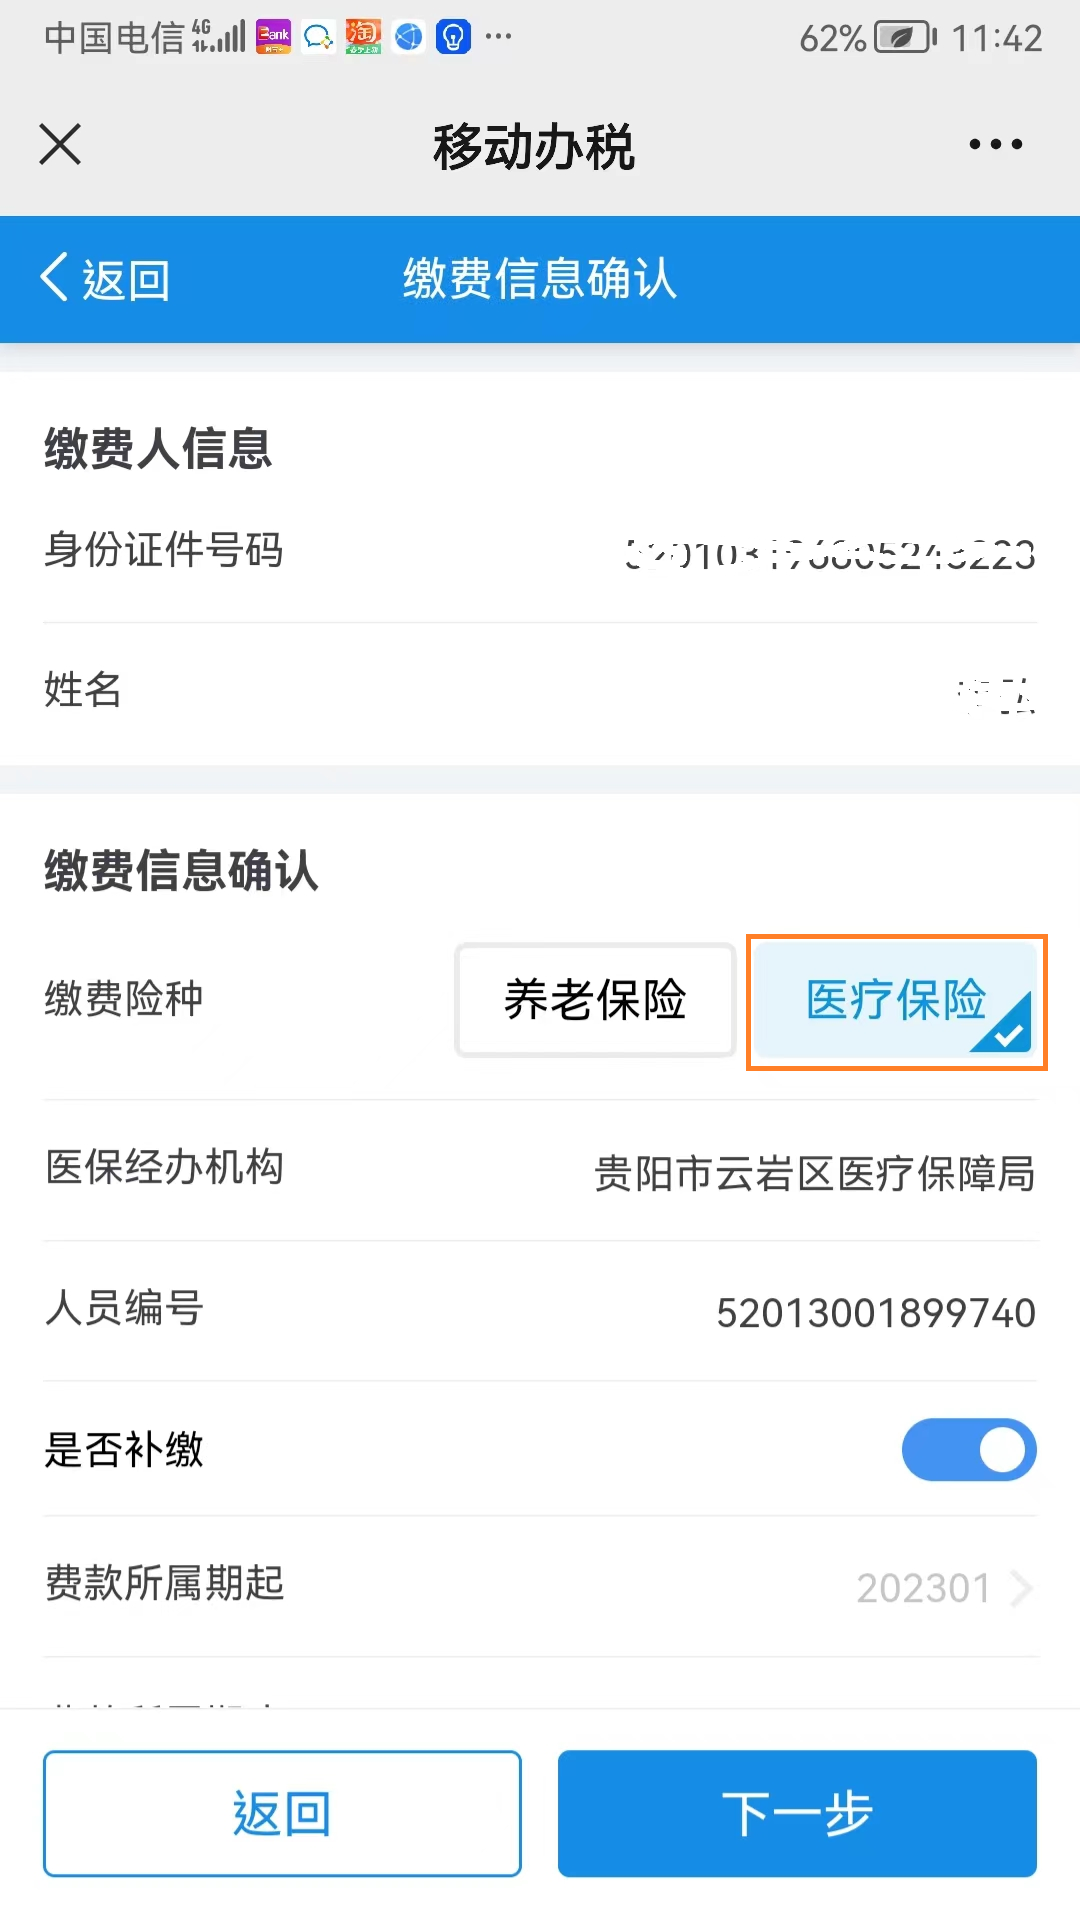 中国电信 4G 62% 11:42
移动办税
返回 缴费信息确认
缴费人信息
身份证件号码
姓名
缴费信息确认
缴费险种 养老保险 医疗保险
医保经办机构 贵阳市云岩区医疗保障局
人员编号 52013001899740
是否补缴
费款所属期起 202301
返回 下一步